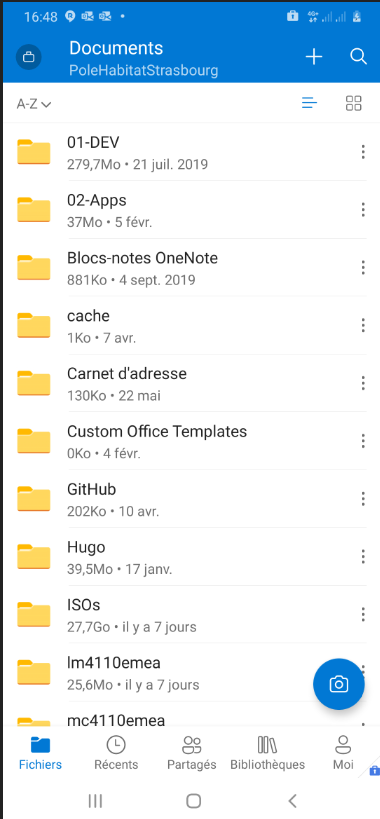 16:48
Documents
PoleHabitatStrasbourg
A-Z
01-DEV
279,7Mo • 21 juil. 2019
02-Apps
37Mo • 5 févr.
Blocs-notes OneNote
881Ko • 4 sept. 2019
cache
1Ko • 7 avr.
Carnet d'adresse
130Ko • 22 mai
Custom Office Templates
0Ko • 4 févr.
GitHub
202Ko • 10 avr.
Hugo
39,5Mo • 17 janv.
ISOs
27,7Go • il y a 7 jours
lm4110emea
25,6Mo • il y a 7 jours
mc4110emea
Fichiers Récents Partagés Bibliothèques Moi